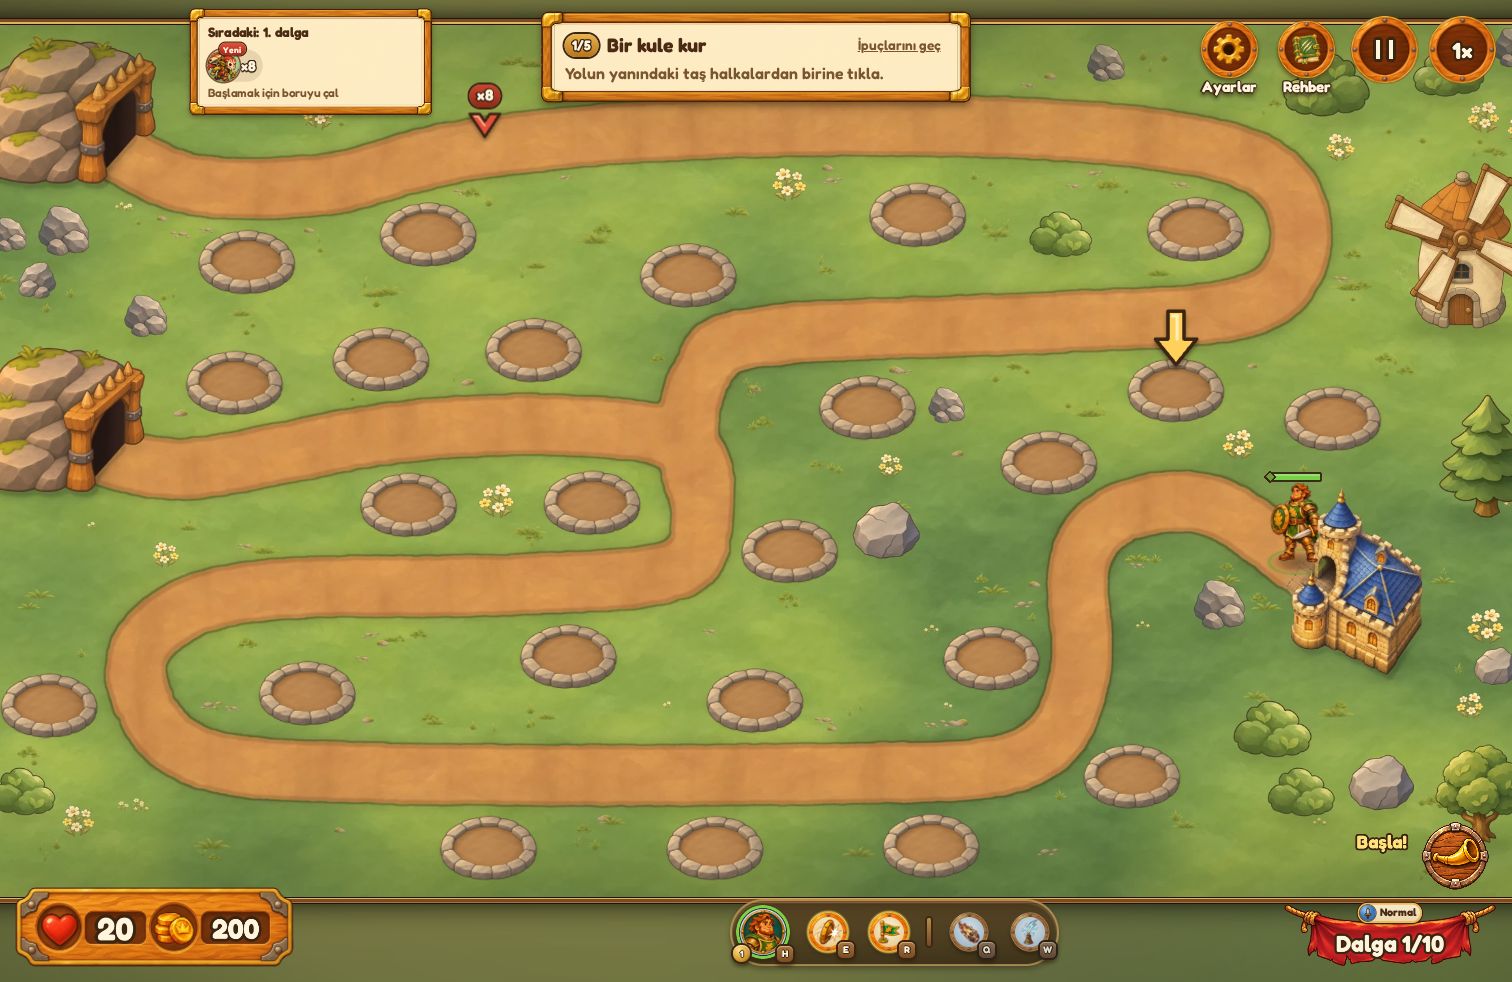 Sıradaki: 1. dalga
Yeni
x8
Başlamak için boruyu çal
1/5 Bir kule kur
İpuçlarını geç
Yolun yanındaki taş halkalardan birine tıkla.
x8
1x
Ayarlar
Rehber
Başla!
20
200
1
H
E
R
Q
W
Normal
Dalga 1/10